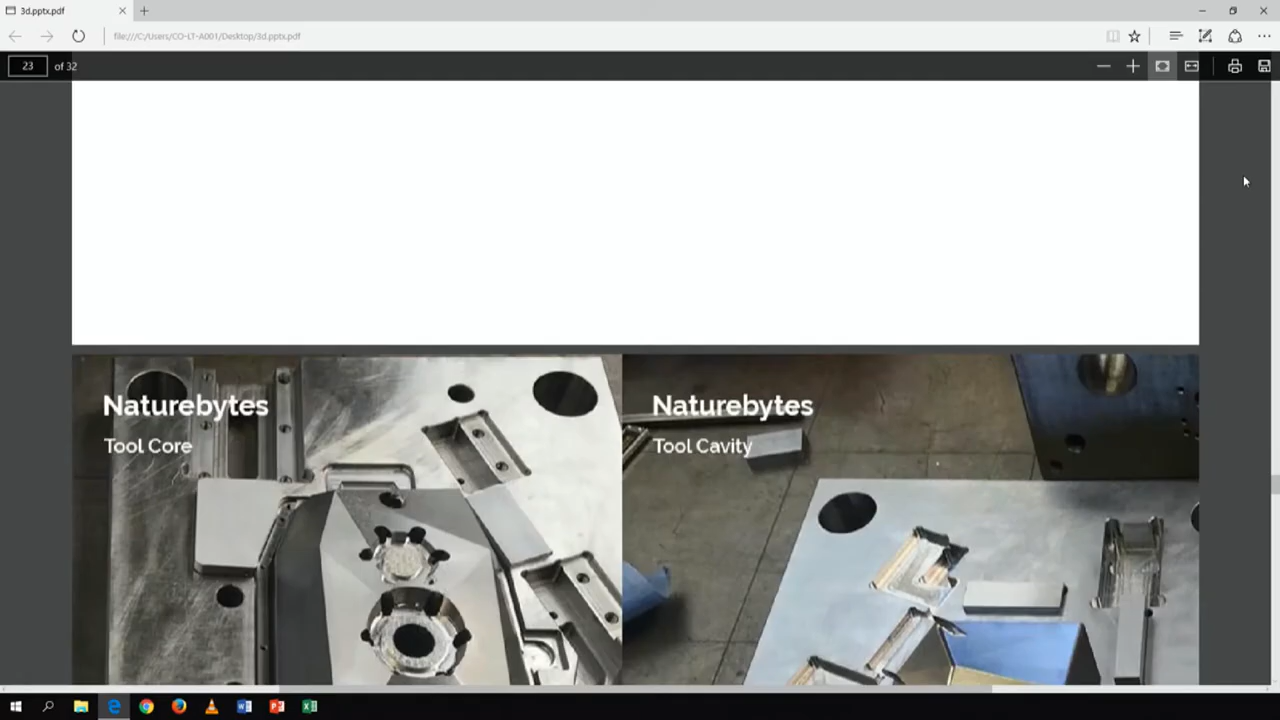 3d.pptx.pdf
file:///C:/Users/CO-LT-A001/Desktop/3d.pptx.pdf
23 of 32
Naturebytes
Tool Core
Naturebytes
Tool Cavity